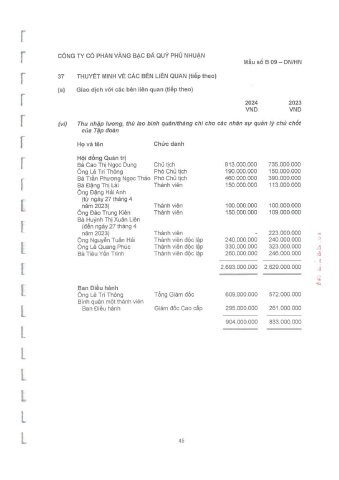 CÔNG TY CỔ PHẦN VÀNG BẠC ĐÁ QUÝ PHÚ NHUẬN
Mẫu số B 09 – DN/HN
37 THUYẾT MINH VỀ CÁC BÊN LIÊN QUAN (tiếp theo)
(a) Giao dịch với các bên liên quan (tiếp theo)
2024 2023
VND VND
(vi) Thu nhập lương, thù lao bình quân/tháng chi cho các nhân sự quản lý chủ chốt
của Tập đoàn
Họ và tên Chức danh
Hội đồng Quản trị
Bà Cao Thị Ngọc Dung Chủ tịch 813.000.000 735.000.000
Ông Lê Trí Thông Phó Chủ tịch 190.000.000 150.000.000
Bà Trần Phương Ngọc Thảo Phó Chủ tịch 460.000.000 390.000.000
Bà Đặng Thị Lài Thành viên 150.000.000 113.000.000
Ông Đặng Hải Anh
(từ ngày 27 tháng 4
năm 2023) Thành viên 100.000.000 100.000.000
Ông Đào Trung Kiên Thành viên 150.000.000 109.000.000
Bà Huỳnh Thị Xuân Liên
(đến ngày 27 tháng 4
năm 2023) Thành viên - 223.000.000
Ông Nguyễn Tuấn Hải Thành viên độc lập 240.000.000 240.000.000
Ông Lê Quang Phúc Thành viên độc lập 330.000.000 323.000.000
Bà Tiêu Yến Trinh Thành viên độc lập 260.000.000 246.000.000
2.693.000.000 2.629.000.000
Ban Điều hành
Ông Lê Trí Thông Tổng Giám đốc 609.000.000 572.000.000
Bình quân một thành viên
Ban Điều hành Giám đốc Cao cấp 295.000.000 261.000.000
904.000.000 833.000.000
45